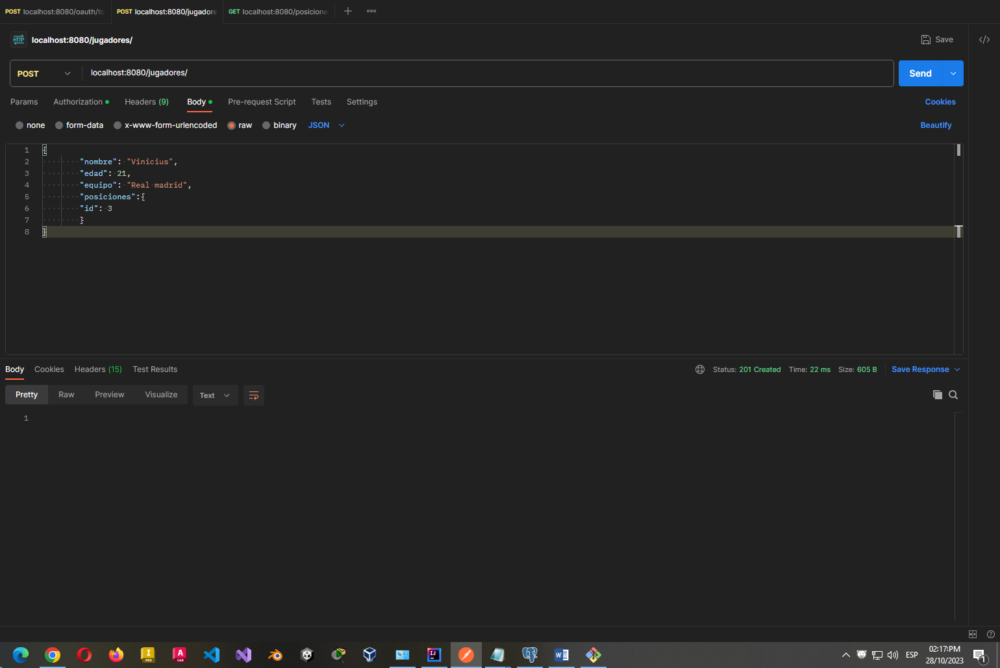 POST localhost:8080/oauth/to
POST localhost:8080/jugadore
GET localhost:8080/posicione
HTTP localhost:8080/jugadores/
Save
POST localhost:8080/jugadores/
Send
Params Authorization Headers (9) Body Pre-request Script Tests Settings Cookies
none form-data x-www-form-urlencoded raw binary JSON Beautify
1 {
2 "nombre": "Vinicius",
3 "edad": 21,
4 "equipo": "Real madrid",
5 "posiciones":{
6 "id": 3
7 }
8 }
Body Cookies Headers (15) Test Results Status: 201 Created Time: 22 ms Size: 605 B Save Response
Pretty Raw Preview Visualize Text
1
ESP
02:17:PM
28/10/2023
1